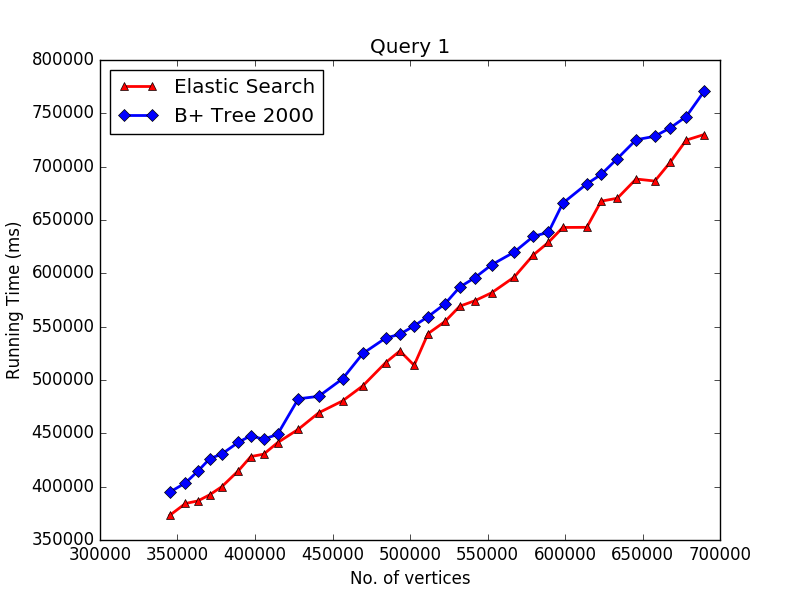 Query 1
800000
750000
700000
650000
600000
550000
500000
450000
400000
350000
Running Time (ms)
Elastic Search
B+ Tree 2000
300000 350000 400000 450000 500000 550000 600000 650000 700000
No. of vertices